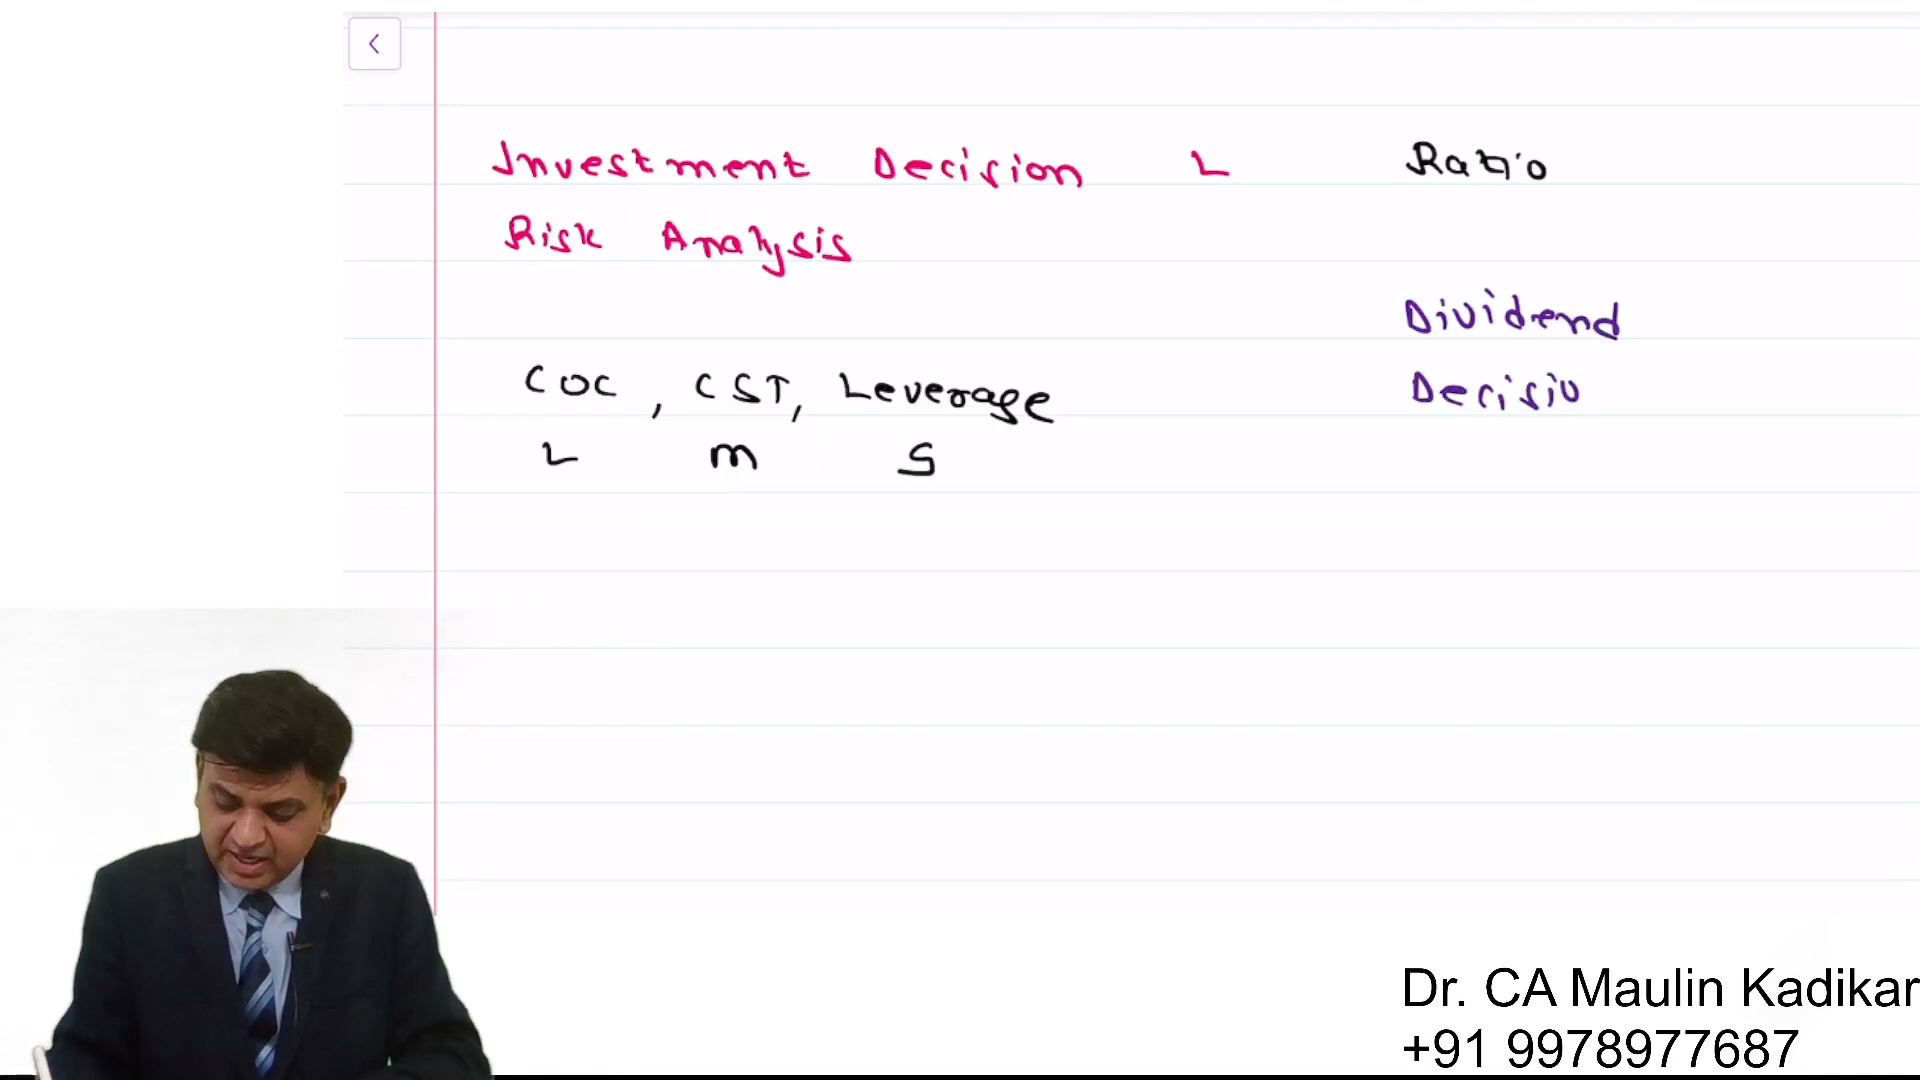 Investment Decision L Ratio
Risk Analysis
Dividend
COC, CST, Leverage Decisio
L m S
Dr. CA Maulin Kadikar
+91 9978977687